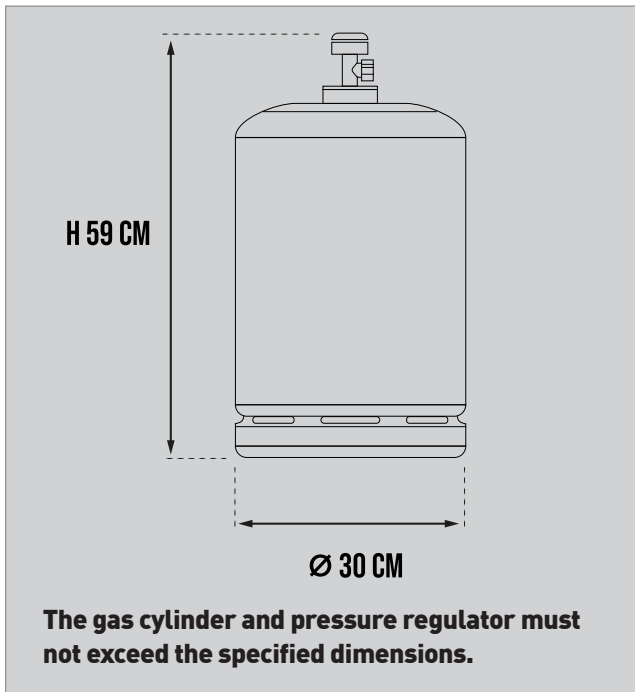 H 59 CM
Ø 30 CM
The gas cylinder and pressure regulator must
not exceed the specified dimensions.